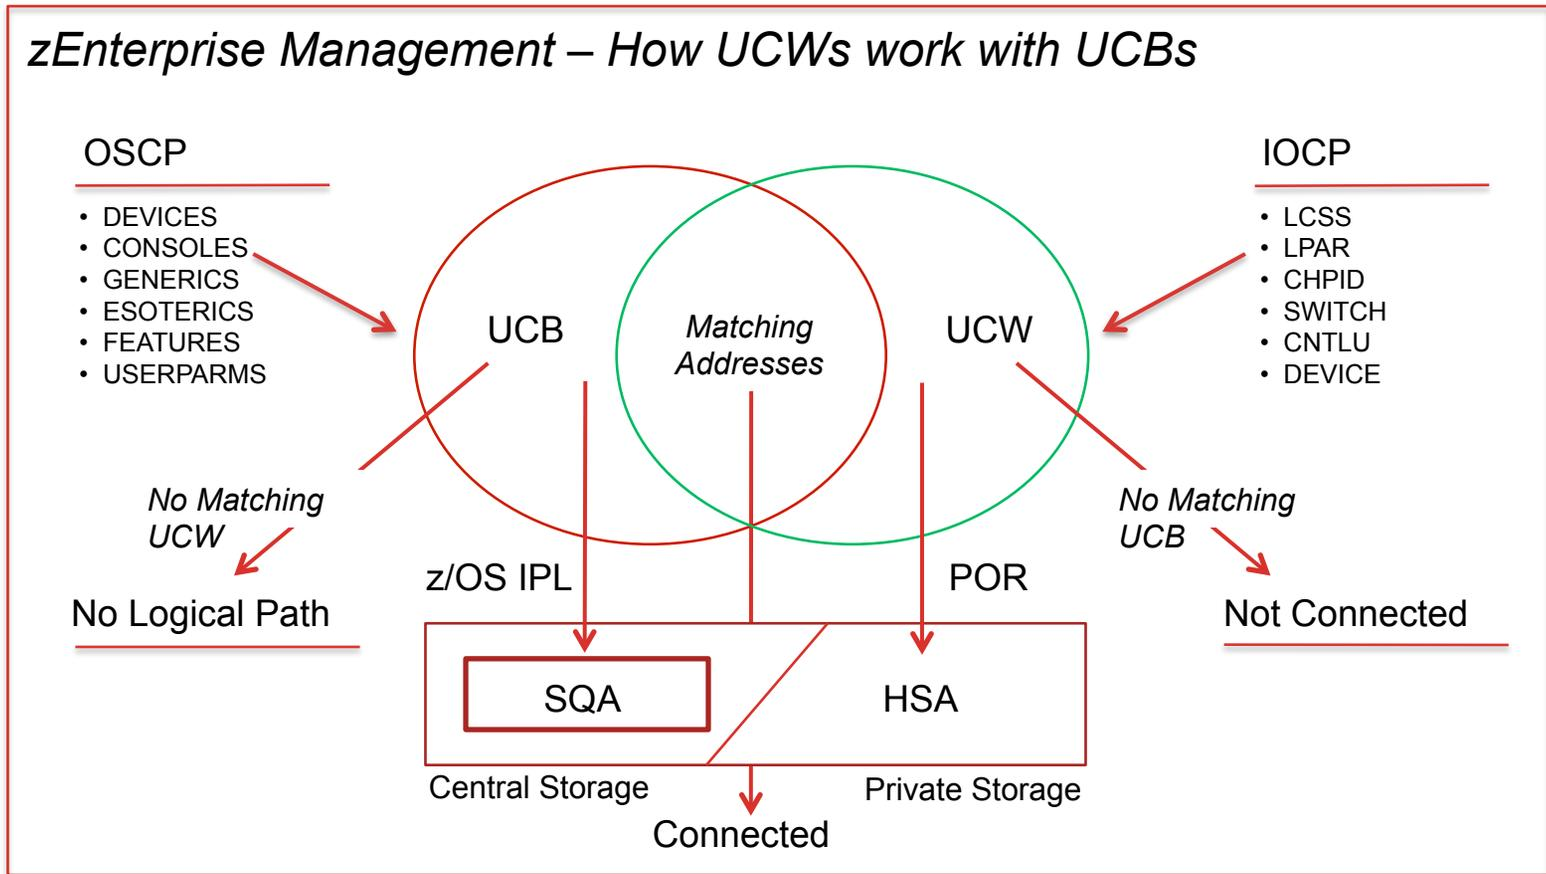 zEnterprise Management – How UCWs work with UCBs
OSCP
• DEVICES
• CONSOLES
• GENERICS
• ESOTERICS
• FEATURES
• USERPARMS
IOCP
• LCSS
• LPAR
• CHPID
• SWITCH
• CNTLU
• DEVICE
UCB
Matching
Addresses
UCW
No Matching
UCW
No Logical Path
No Matching
UCB
Not Connected
z/OS IPL
POR
SQA
HSA
Central Storage
Private Storage
Connected